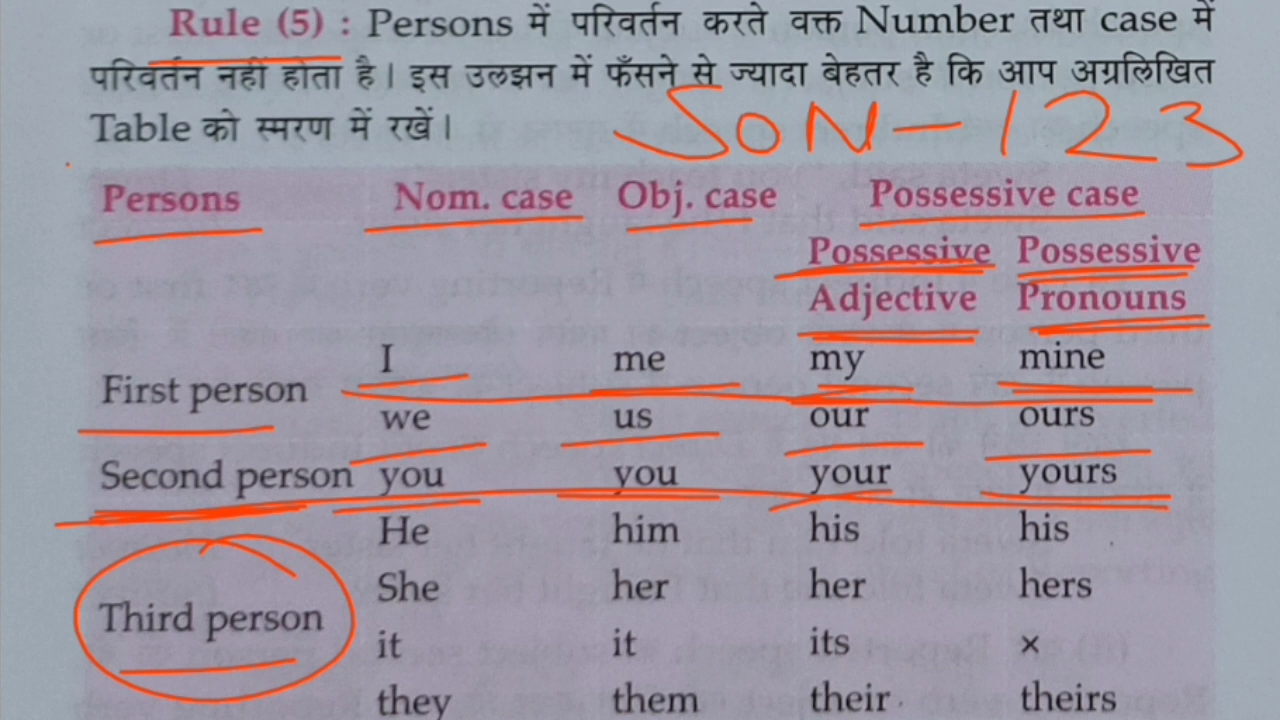 Rule (5) : Persons में परिवर्तन करते वक्त Number तथा case में
परिवर्तन नहीं होता है। इस उलझन में फँसने से ज्यादा बेहतर है कि आप अग्रलिखित
Table को स्मरण में रखें।
SON 1 2 3
Persons Nom. case Obj. case Possessive case
Possessive Possessive
Adjective Pronouns
I me my mine
First person
we us our ours
Second person you you your yours
He him his his
She her her hers
Third person
it it its ×
they them their theirs